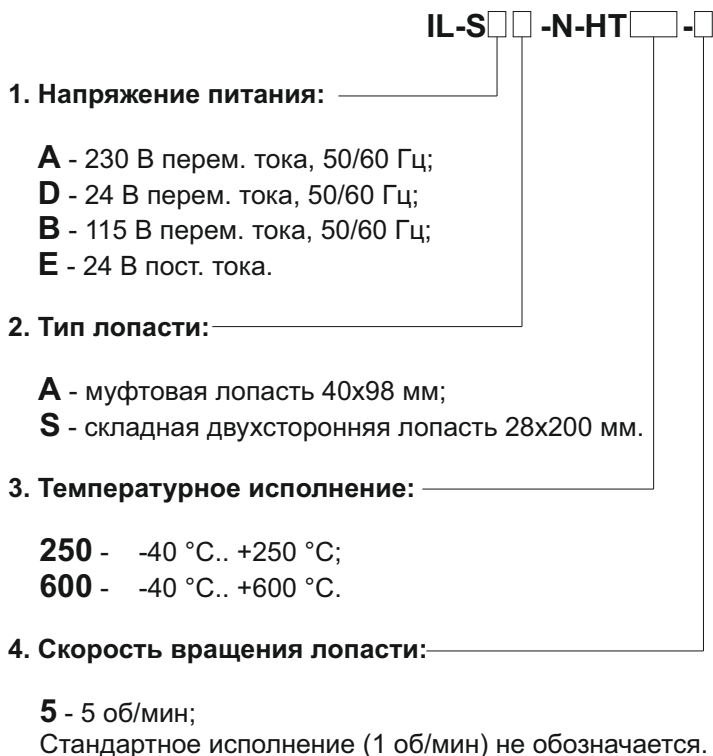 IL-S□□-N-HT□-□
1. Напряжение питания:
A - 230 В перем. тока, 50/60 Гц;
D - 24 В перем. тока, 50/60 Гц;
B - 115 В перем. тока, 50/60 Гц;
E - 24 В пост. тока.
2. Тип лопасти:
A - муфтовая лопасть 40x98 мм;
S - складная двухсторонняя лопасть 28x200 мм.
3. Температурное исполнение:
250 - -40 °C.. +250 °C;
600 - -40 °C.. +600 °C.
4. Скорость вращения лопасти:
5 - 5 об/мин;
Стандартное исполнение (1 об/мин) не обозначается.